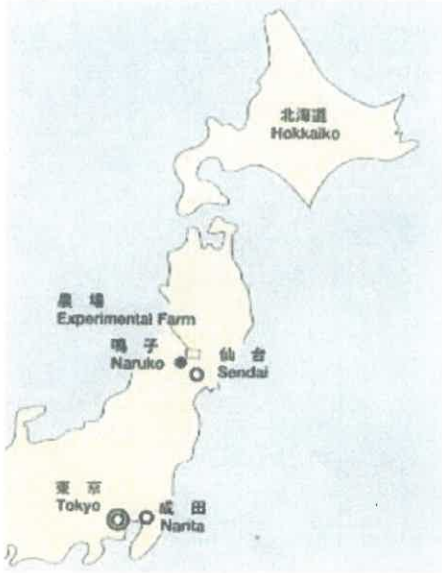 北海道
Hokkaiko
農場
Experimental Farm
鳴子
Naruko
仙台
Sendai
東京
Tokyo
成田
Narita